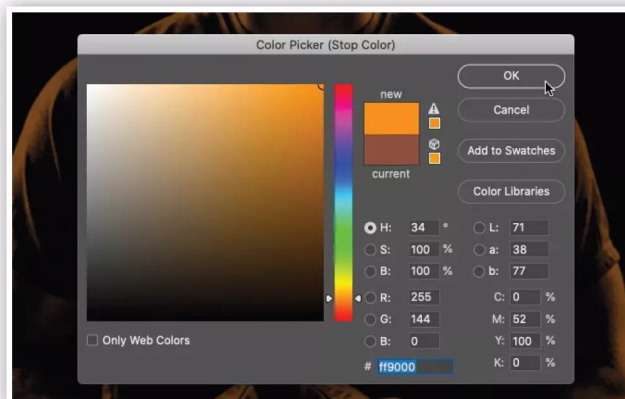 Color Picker (Stop Color)
new
current
OK
Cancel
Add to Swatches
Color Libraries
H: 34 °
S: 100 %
B: 100 %
R: 255
G: 144
B: 0
# ff9000
L: 71
a: 38
b: 77
C: 0 %
M: 52 %
Y: 100 %
K: 0 %
Only Web Colors